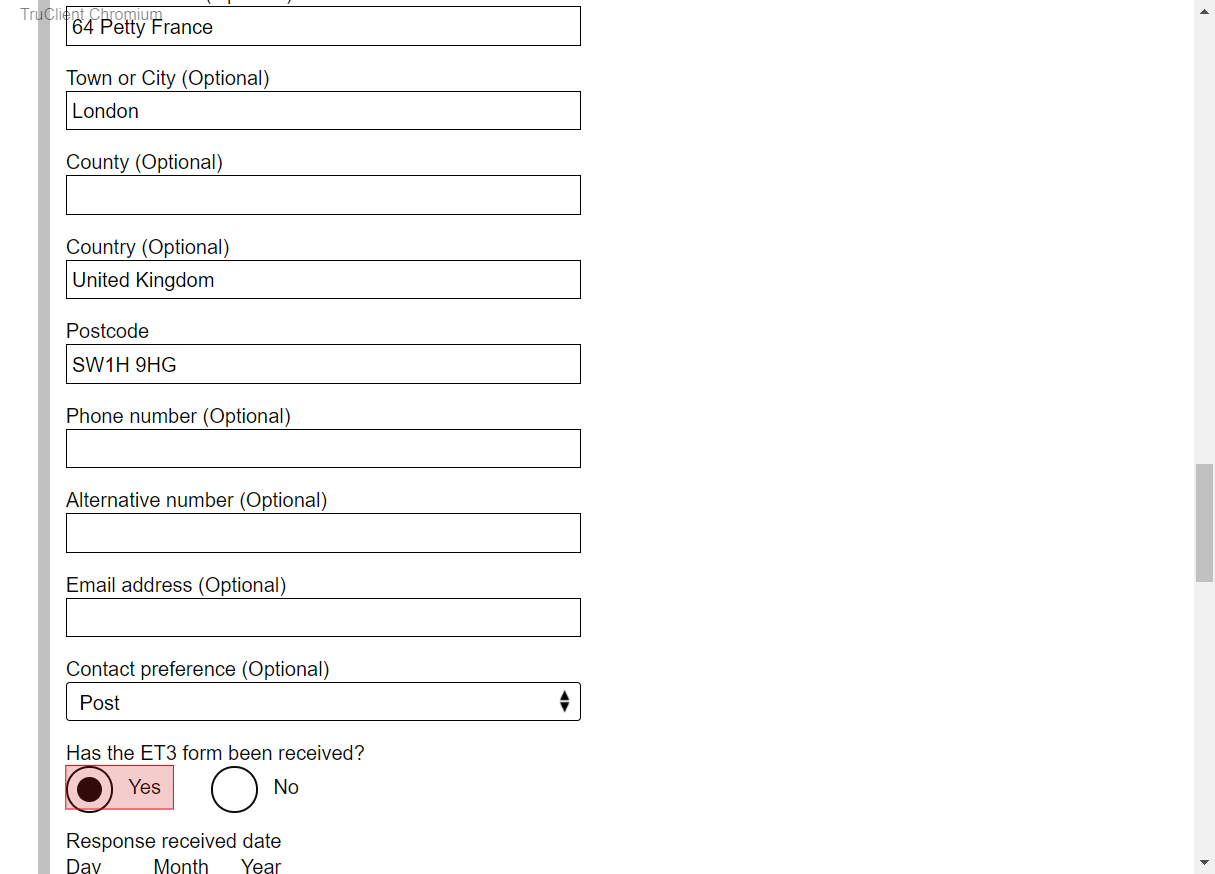 TruClient Chromium
64 Petty France
Town or City (Optional)
London
County (Optional)
Country (Optional)
United Kingdom
Postcode
SW1H 9HG
Phone number (Optional)
Alternative number (Optional)
Email address (Optional)
Contact preference (Optional)
Post
Has the ET3 form been received?
Yes No
Response received date
Day Month Year